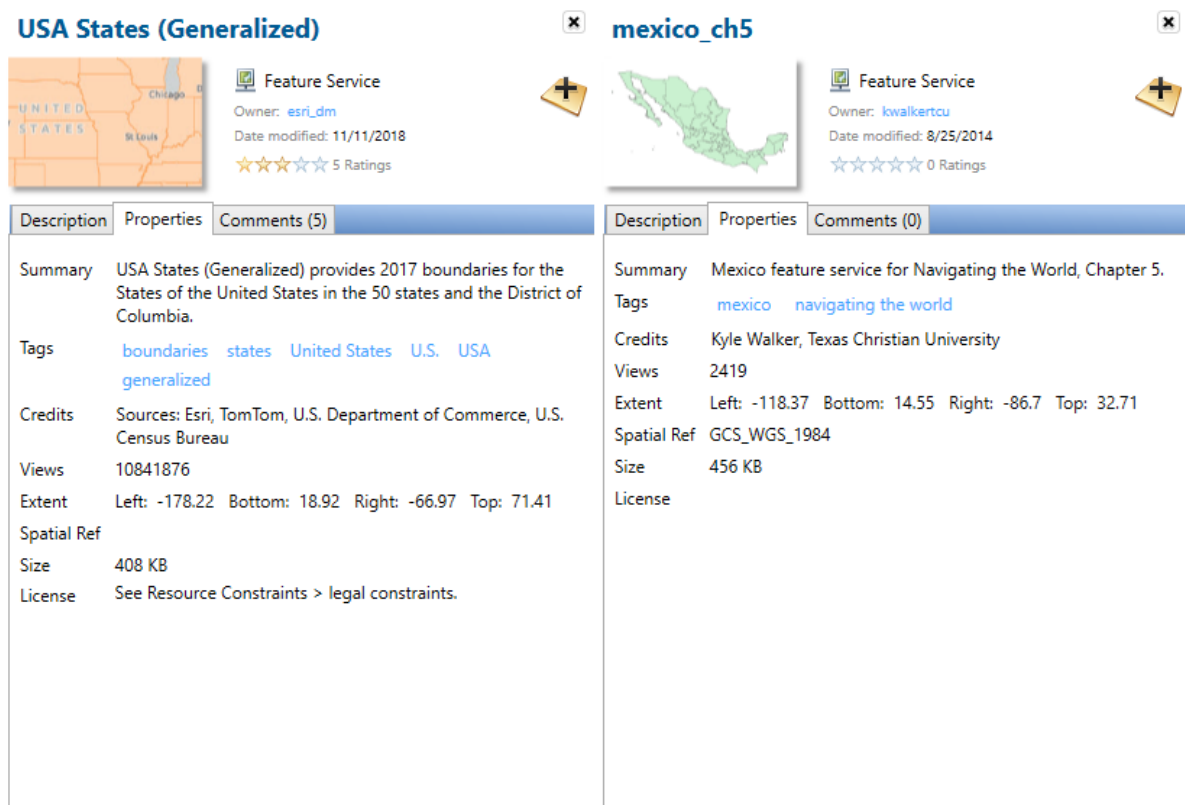 USA States (Generalized)
UNITED
STATES
Chicago
St. Louis
Feature Service
Owner: esri_dm
Date modified: 11/11/2018
5 Ratings
Description
Properties
Comments (5)
Summary
USA States (Generalized) provides 2017 boundaries for the
States of the United States in the 50 states and the District of
Columbia.
Tags
boundaries states United States U.S. USA
generalized
Credits
Sources: Esri, TomTom, U.S. Department of Commerce, U.S.
Census Bureau
Views
10841876
Extent
Left: -178.22 Bottom: 18.92 Right: -66.97 Top: 71.41
Spatial Ref
Size
408 KB
License
See Resource Constraints > legal constraints.
mexico_ch5
Feature Service
Owner: kwalkertcu
Date modified: 8/25/2014
0 Ratings
Description
Properties
Comments (0)
Summary
Mexico feature service for Navigating the World, Chapter 5.
Tags
mexico navigating the world
Credits
Kyle Walker, Texas Christian University
Views
2419
Extent
Left: -118.37 Bottom: 14.55 Right: -86.7 Top: 32.71
Spatial Ref
GCS_WGS_1984
Size
456 KB
License